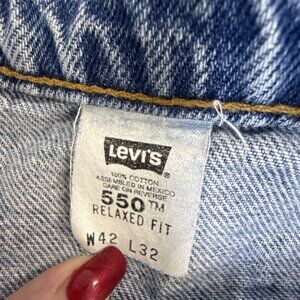 LEVI'S®
100% COTTON
ASSEMBLED IN MEXICO
CARE ON REVERSE
550™
RELAXED FIT
W42 L32